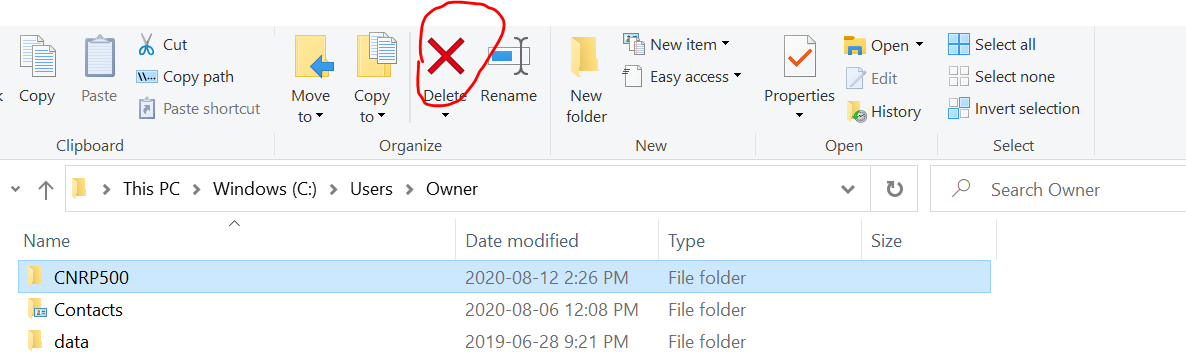 Copy
Paste
Cut
Copy path
Paste shortcut
Clipboard
Move to
Copy to
Delete
Rename
Organize
New folder
New item
Easy access
New
Properties
Open
Edit
History
Open
Select all
Select none
Invert selection
Select
This PC > Windows (C:) > Users > Owner
Search Owner
Name Date modified Type Size
CNRP500 2020-08-12 2:26 PM File folder
Contacts 2020-08-06 12:08 PM File folder
data 2019-06-28 9:21 PM File folder